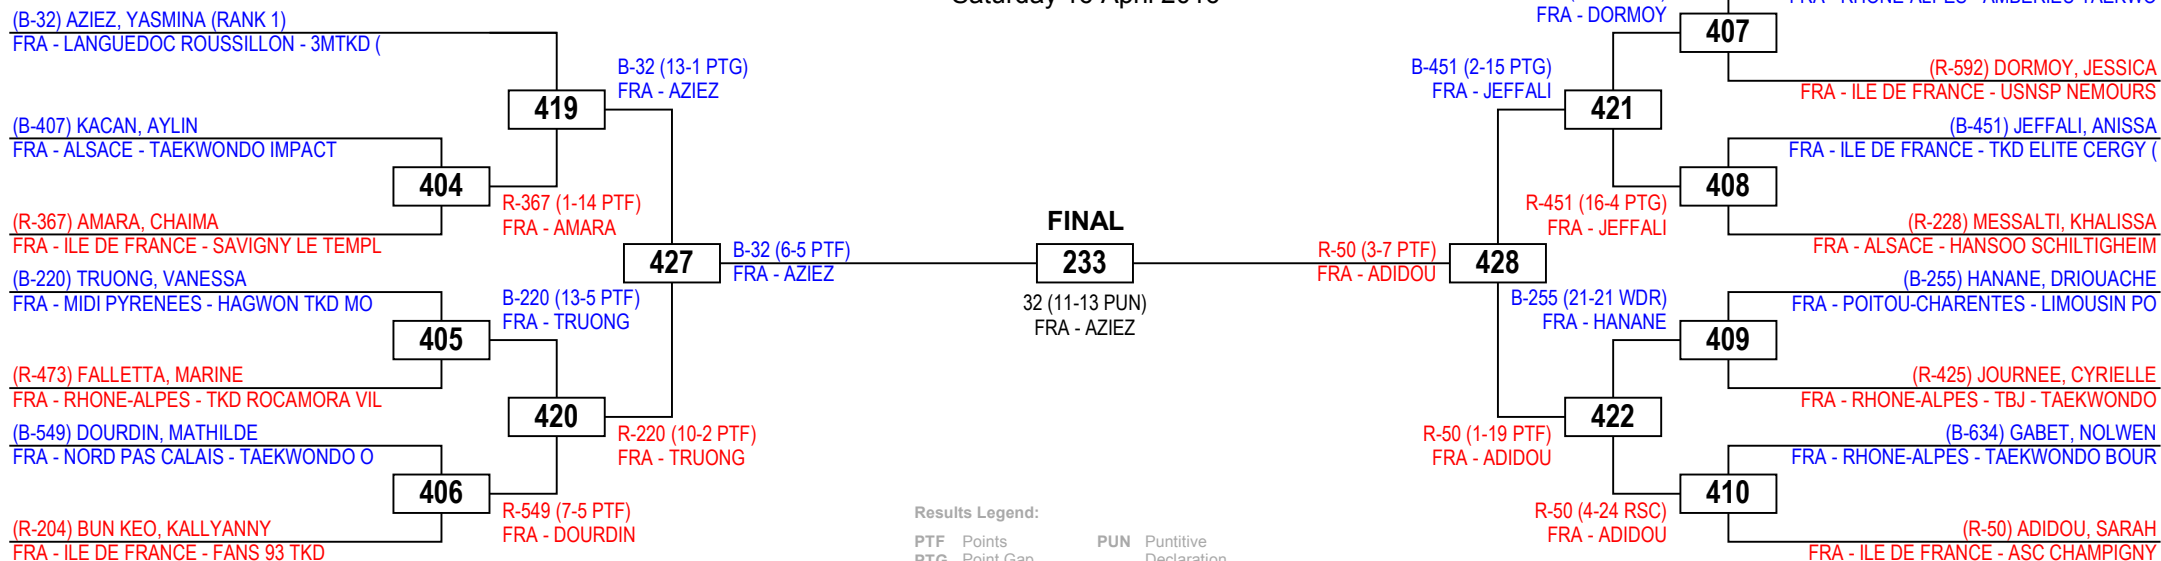 Saturday 16 April 2016
(B-32) AZIEZ, YASMINA (RANK 1)
FRA - LANGUEDOC ROUSSILLON - 3MTKD (
(B-407) KACAN, AYLIN
FRA - ALSACE - TAEKWONDO IMPACT
(R-367) AMARA, CHAIMA
FRA - ILE DE FRANCE - SAVIGNY LE TEMPL
(B-220) TRUONG, VANESSA
FRA - MIDI PYRENEES - HAGWON TKD MO
(R-473) FALLETTA, MARINE
FRA - RHONE-ALPES - TKD ROCAMORA VIL
(B-549) DOURDIN, MATHILDE
FRA - NORD PAS CALAIS - TAEKWONDO O
(R-204) BUN KEO, KALLYANNY
FRA - ILE DE FRANCE - FANS 93 TKD
404
405
406
R-367 (1-14 PTF)
FRA - AMARA
B-220 (13-5 PTF)
FRA - TRUONG
R-549 (7-5 PTF)
FRA - DOURDIN
419
420
B-32 (13-1 PTG)
FRA - AZIEZ
R-220 (10-2 PTF)
FRA - TRUONG
427
B-32 (6-5 PTF)
FRA - AZIEZ
FINAL
233
32 (11-13 PUN)
FRA - AZIEZ
R-50 (3-7 PTF)
FRA - ADIDOU
428
B-451 (2-15 PTG)
FRA - JEFFALI
R-50 (1-19 PTF)
FRA - ADIDOU
421
422
FRA - DORMOY
R-451 (16-4 PTG)
FRA - JEFFALI
B-255 (21-21 WDR)
FRA - HANANE
R-50 (4-24 RSC)
FRA - ADIDOU
407
408
409
410
(R-592) DORMOY, JESSICA
FRA - ILE DE FRANCE - USNSP NEMOURS
(B-451) JEFFALI, ANISSA
FRA - ILE DE FRANCE - TKD ELITE CERGY (
(R-228) MESSALTI, KHALISSA
FRA - ALSACE - HANSOO SCHILTIGHEIM
(B-255) HANANE, DRIOUACHE
FRA - POITOU-CHARENTES - LIMOUSIN PO
(R-425) JOURNEE, CYRIELLE
FRA - RHONE-ALPES - TBJ - TAEKWONDO
(B-634) GABET, NOLWEN
FRA - RHONE-ALPES - TAEKWONDO BOUR
(R-50) ADIDOU, SARAH
FRA - ILE DE FRANCE - ASC CHAMPIGNY
Results Legend:
PTF Points
PTG Point Gap
PUN Puntitive
Declaration